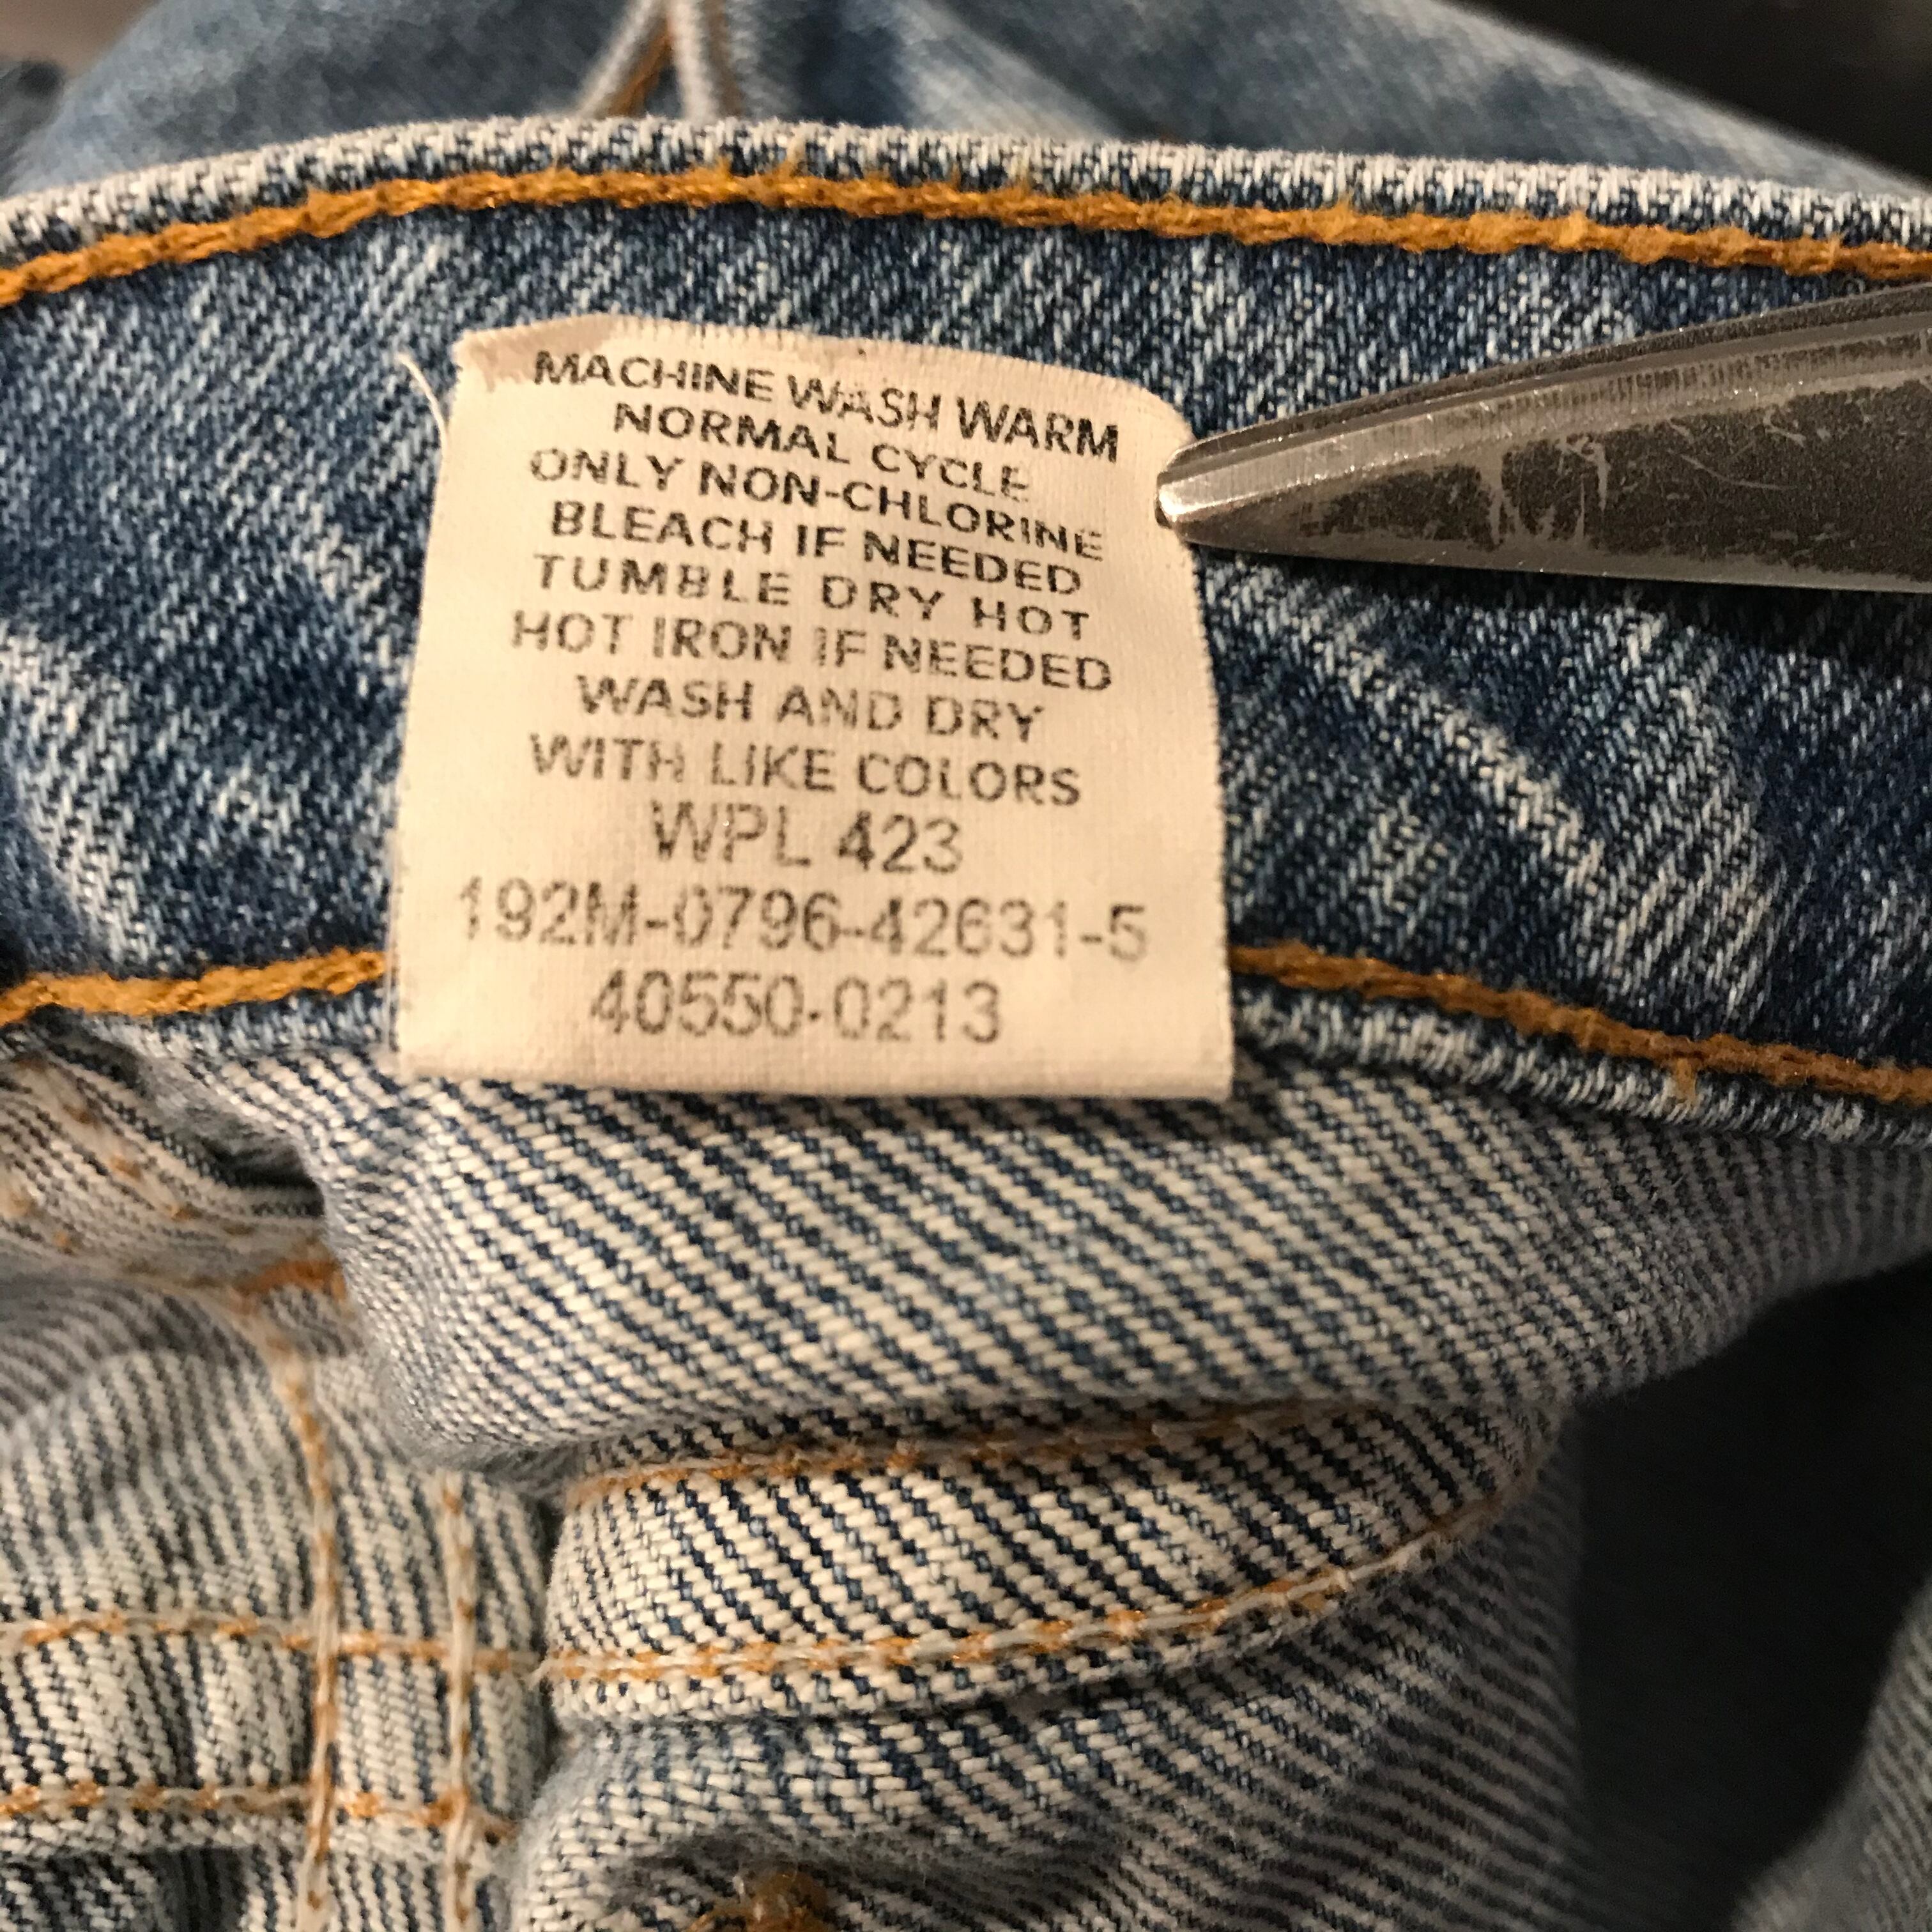 MACHINE WASH WARM
NORMAL CYCLE
ONLY NON-CHLORINE
BLEACH IF NEEDED
TUMBLE DRY HOT
HOT IRON IF NEEDED
WASH AND DRY
WITH LIKE COLORS
WPL 423
192M-0796-42631-5
40550-0213